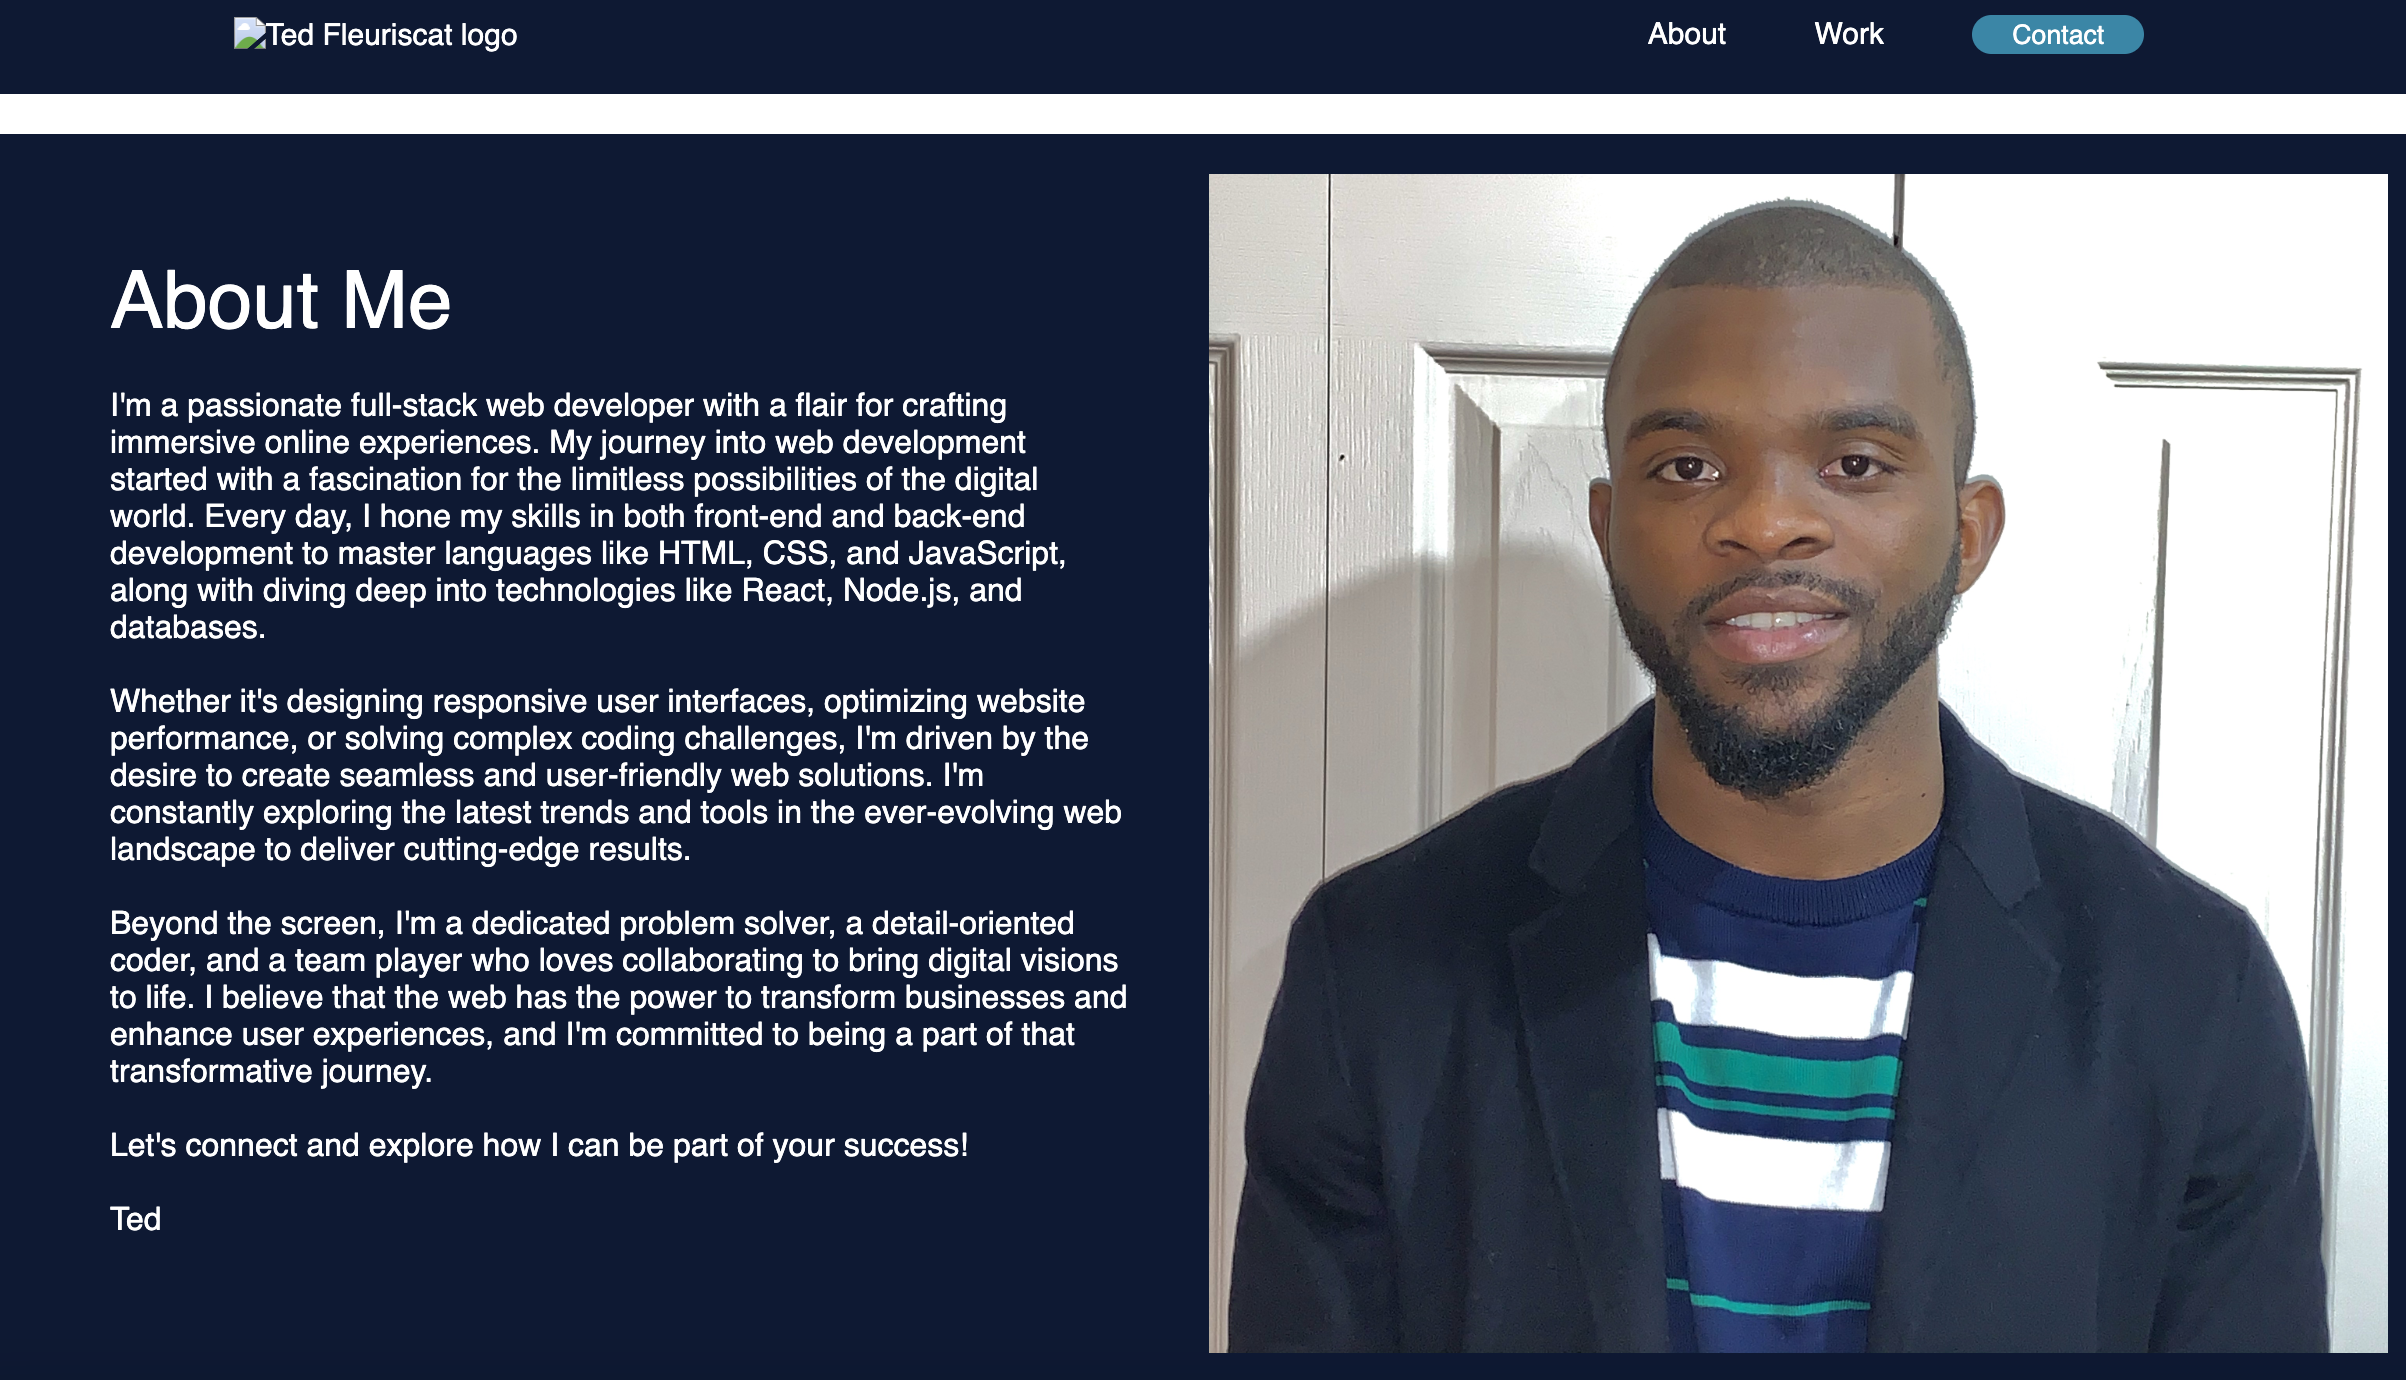 Ted Fleuriscat logo
About
Work
Contact
About Me
I'm a passionate full-stack web developer with a flair for crafting
immersive online experiences. My journey into web development
started with a fascination for the limitless possibilities of the digital
world. Every day, I hone my skills in both front-end and back-end
development to master languages like HTML, CSS, and JavaScript,
along with diving deep into technologies like React, Node.js, and
databases.
Whether it's designing responsive user interfaces, optimizing website
performance, or solving complex coding challenges, I'm driven by the
desire to create seamless and user-friendly web solutions. I'm
constantly exploring the latest trends and tools in the ever-evolving web
landscape to deliver cutting-edge results.
Beyond the screen, I'm a dedicated problem solver, a detail-oriented
coder, and a team player who loves collaborating to bring digital visions
to life. I believe that the web has the power to transform businesses and
enhance user experiences, and I'm committed to being a part of that
transformative journey.
Let's connect and explore how I can be part of your success!
Ted